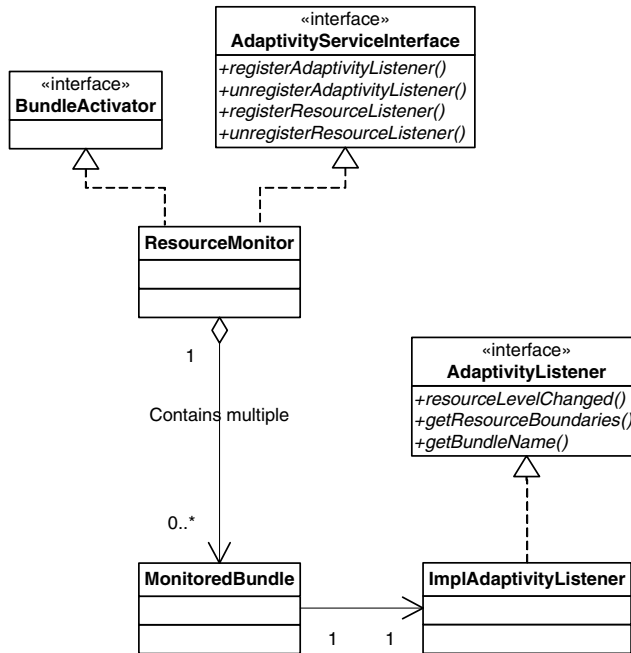 «interface»
AdaptivityServiceInterface
+registerAdaptivityListener()
+unregisterAdaptivityListener()
+registerResourceListener()
+unregisterResourceListener()
«interface»
BundleActivator
ResourceMonitor
1
Contains multiple
0..*
«interface»
AdaptivityListener
+resourceLevelChanged()
+getResourceBoundaries()
+getBundleName()
MonitoredBundle
ImplAdaptivityListener
1 1